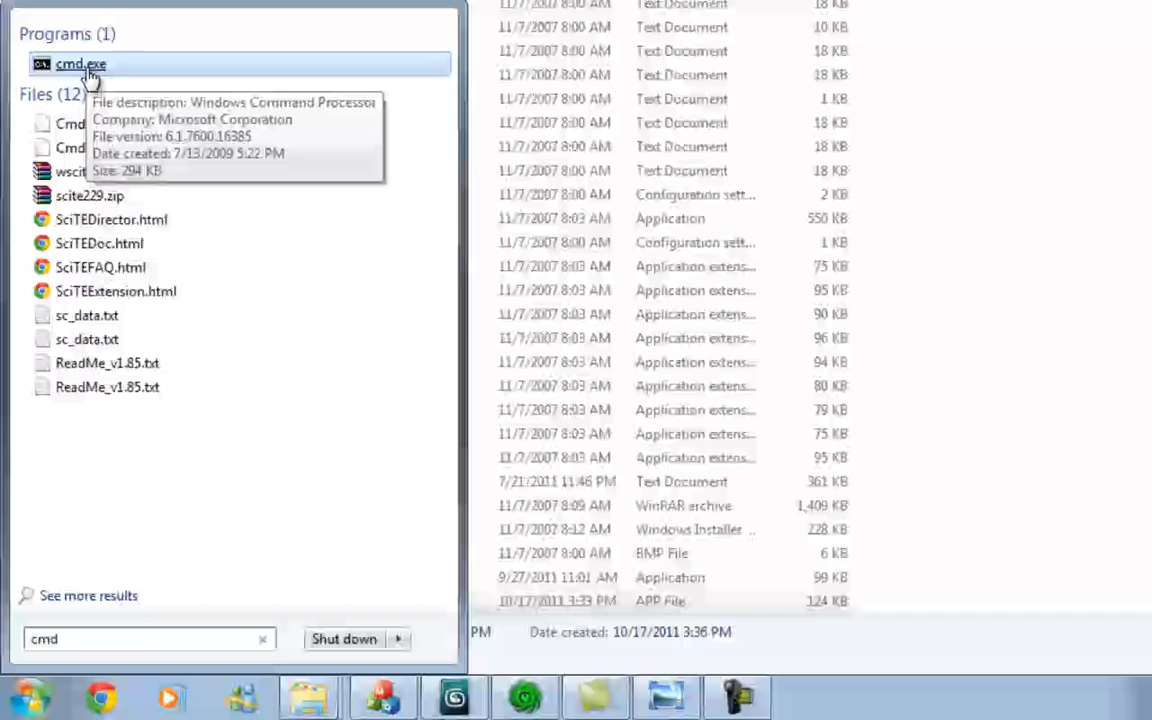 Programs (1)
cmd.exe
Files (12)
File description: Windows Command Processor
Company: Microsoft Corporation
File version: 6.1.7600.16385
Date created: 7/13/2009 5:22 PM
Size: 294 KB
Cmd
Cmd
wscit
scite229.zip
SciTEDirector.html
SciTEDoc.html
SciTEFAQ.html
SciTEExtension.html
sc_data.txt
sc_data.txt
ReadMe_v1.85.txt
ReadMe_v1.85.txt
See more results
cmd
Shut down
11/7/2007 8:00 AM Text Document 18 KB
11/7/2007 8:00 AM Text Document 10 KB
11/7/2007 8:00 AM Text Document 18 KB
11/7/2007 8:00 AM Text Document 18 KB
11/7/2007 8:00 AM Text Document 1 KB
11/7/2007 8:00 AM Text Document 18 KB
11/7/2007 8:00 AM Text Document 18 KB
11/7/2007 8:00 AM Text Document 18 KB
11/7/2007 8:00 AM Configuration sett... 2 KB
11/7/2007 8:03 AM Application 550 KB
11/7/2007 8:00 AM Configuration sett... 1 KB
11/7/2007 8:03 AM Application extens... 75 KB
11/7/2007 8:03 AM Application extens... 95 KB
11/7/2007 8:03 AM Application extens... 90 KB
11/7/2007 8:03 AM Application extens... 96 KB
11/7/2007 8:03 AM Application extens... 94 KB
11/7/2007 8:03 AM Application extens... 80 KB
11/7/2007 8:03 AM Application extens... 79 KB
11/7/2007 8:03 AM Application extens... 75 KB
11/7/2007 8:03 AM Application extens... 95 KB
7/21/2011 11:46 PM Text Document 361 KB
11/7/2007 8:09 AM WinRAR archive 1,409 KB
11/7/2007 8:12 AM Windows Installer ... 228 KB
11/7/2007 8:00 AM BMP File 6 KB
9/27/2011 11:01 AM Application 99 KB
10/17/2011 3:33 PM APP File 124 KB
PM Date created: 10/17/2011 3:36 PM